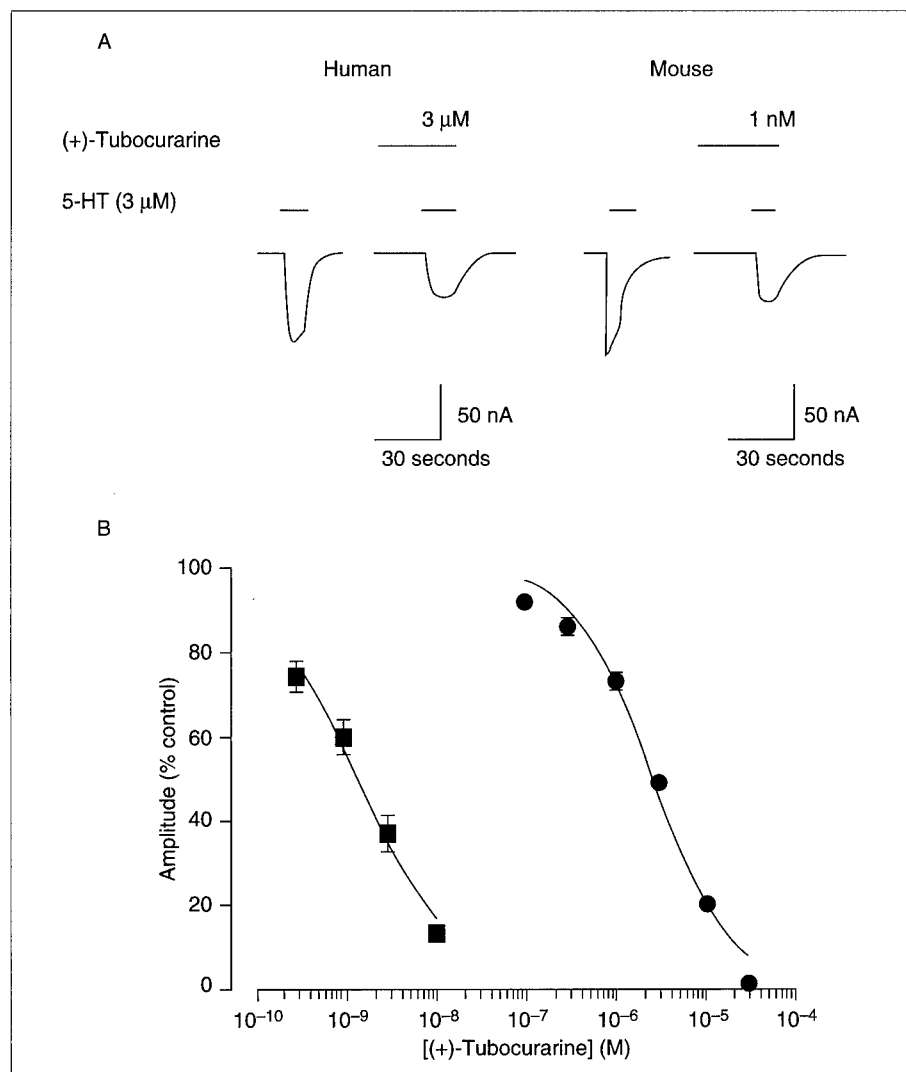 A
Human Mouse
(+)-Tubocurarine 3 μM 1 nM
5-HT (3 μM)
50 nA 50 nA
30 seconds 30 seconds
B
100
80
60
40
20
0
Amplitude (% control)
10⁻¹⁰ 10⁻⁹ 10⁻⁸ 10⁻⁷ 10⁻⁶ 10⁻⁵ 10⁻⁴
[(+)-Tubocurarine] (M)